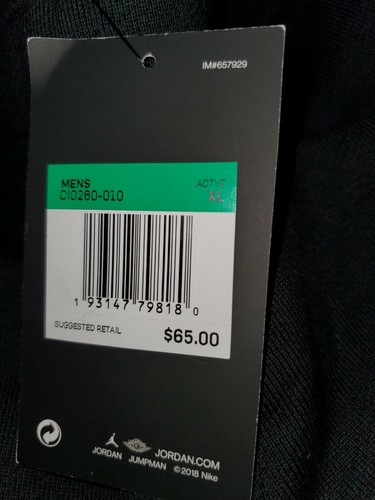 IM#657929
MENS ACTVE
CI0260-010 XL
1 93147 79818 0
SUGGESTED RETAIL $65.00
JORDAN JUMPMAN JORDAN.COM
©2018 Nike